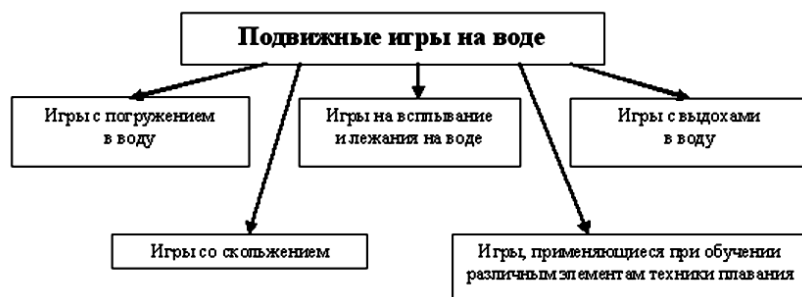 Подвижные игры на воде
Игры с погружением
в воду
Игры на всплывание
и лежания на воде
Игры с выдохами
в воду
Игры со скольжением
Игры, применяющиеся при обучении
различным элементам техники плавания